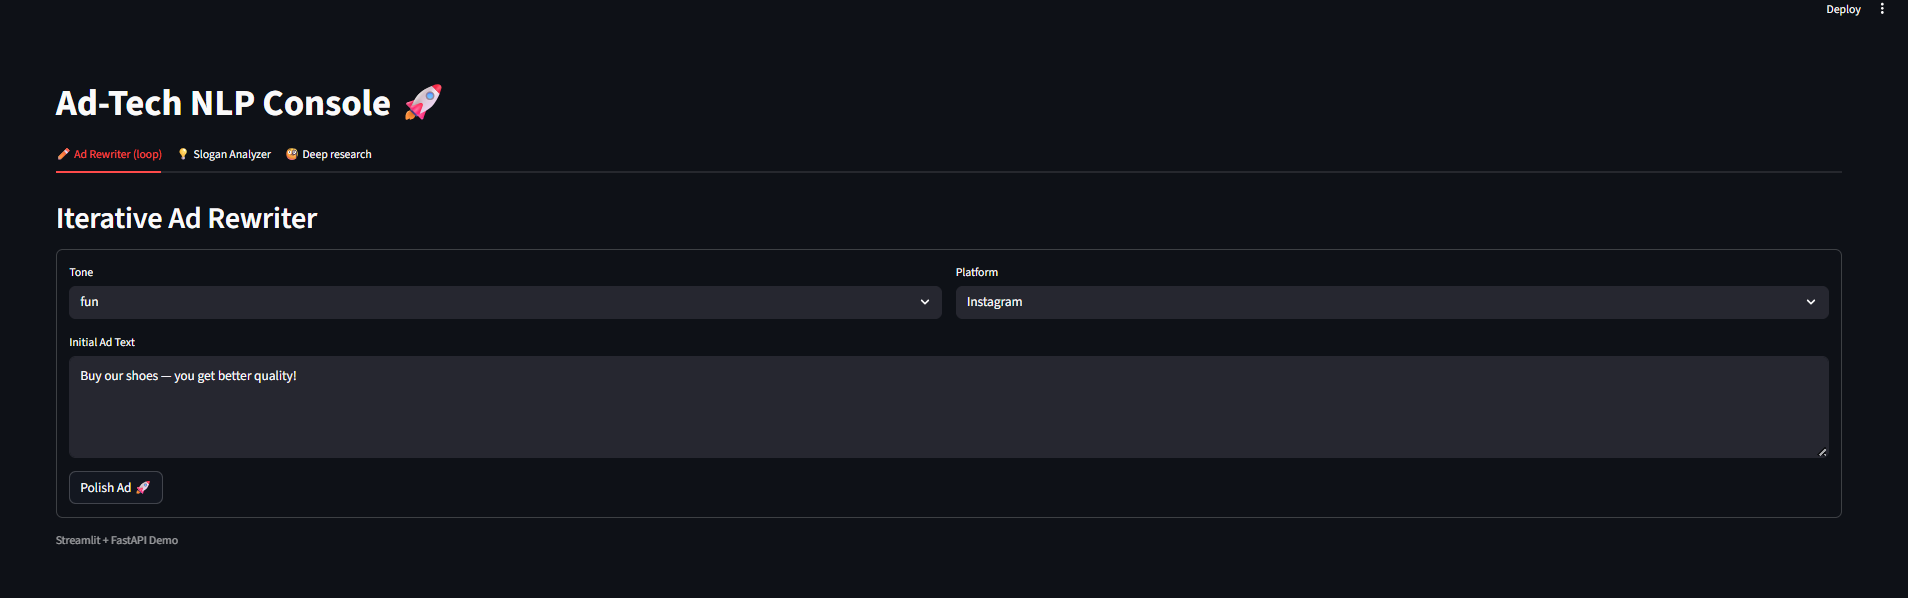 Deploy
Ad-Tech NLP Console 🚀
Ad Rewriter (loop) Slogan Analyzer Deep research
Iterative Ad Rewriter
Tone Platform
fun Instagram
Initial Ad Text
Buy our shoes — you get better quality!
Polish Ad 🚀
Streamlit + FastAPI Demo